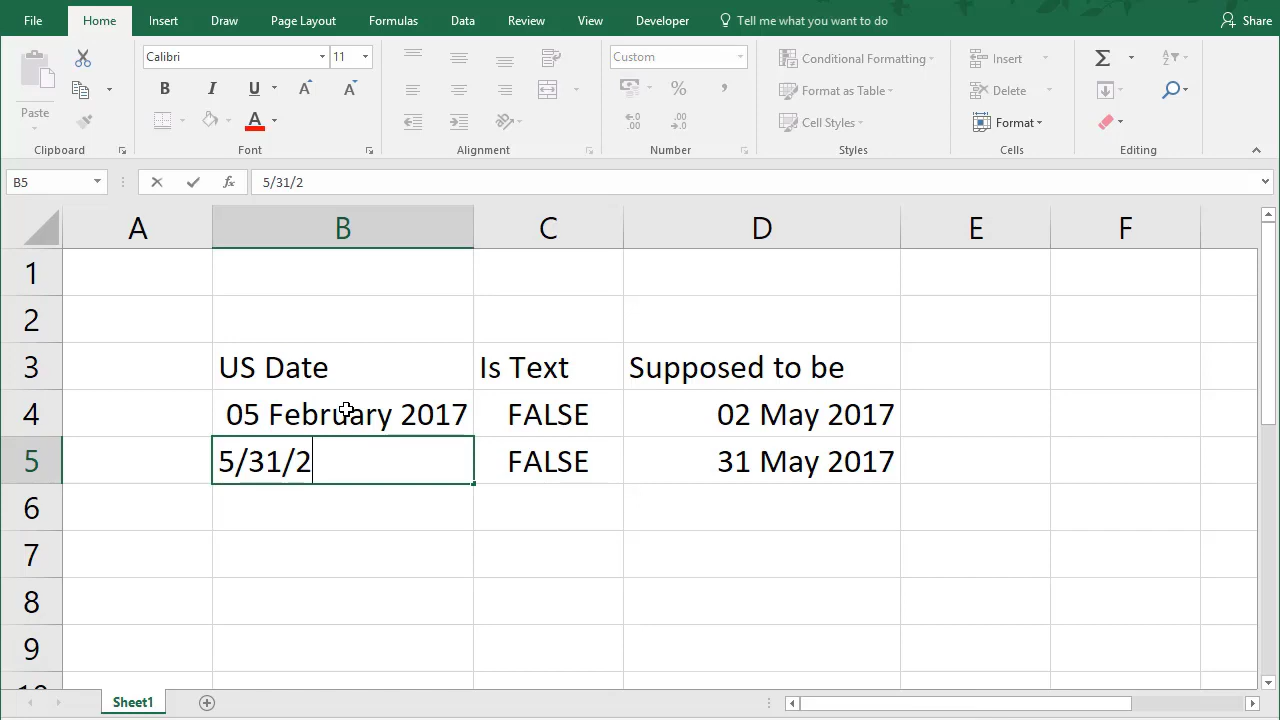 File Home Insert Draw Page Layout Formulas Data Review View Developer Tell me what you want to do Share
Calibri 11 Custom Conditional Formatting Insert Σ
Paste B I U A A % , Format as Table Delete
A Cell Styles Format
Clipboard Font Alignment Number Styles Cells Editing
B5 fx 5/31/2
A B C D E F
1
2
3 US Date Is Text Supposed to be
4 05 February 2017 FALSE 02 May 2017
5 5/31/2 FALSE 31 May 2017
6
7
8
9
10
Sheet1